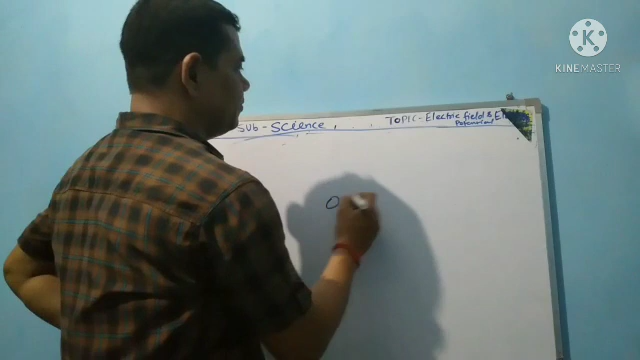 SUB - SCIENCE, TOPIC - Electric field &
Potential
O
KINEMASTER